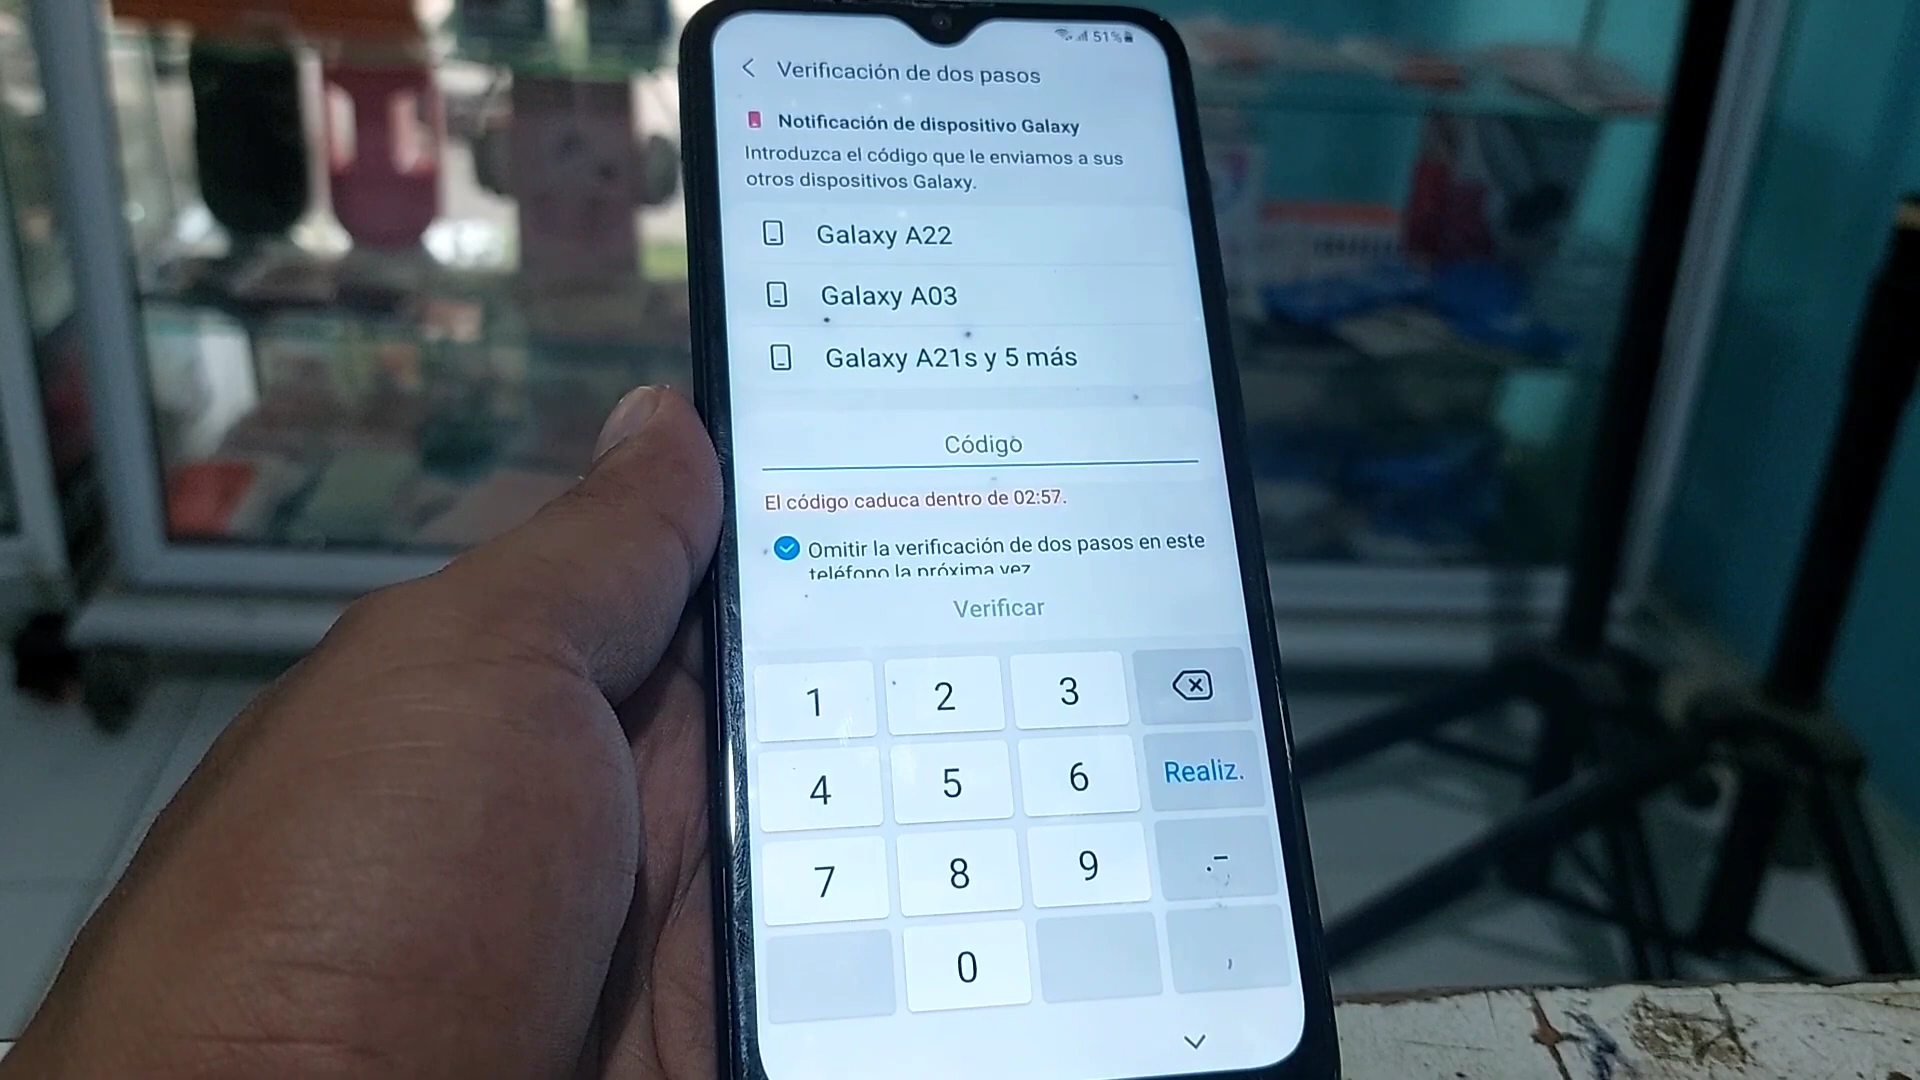 51%
Verificación de dos pasos
Notificación de dispositivo Galaxy
Introduzca el código que le enviamos a sus
otros dispositivos Galaxy.
Galaxy A22
Galaxy A03
Galaxy A21s y 5 más
Código
El código caduca dentro de 02:57.
Omitir la verificación de dos pasos en este
teléfono la próxima vez
Verificar
1 2 3
4 5 6 Realiz.
7 8 9 .-
0 ,